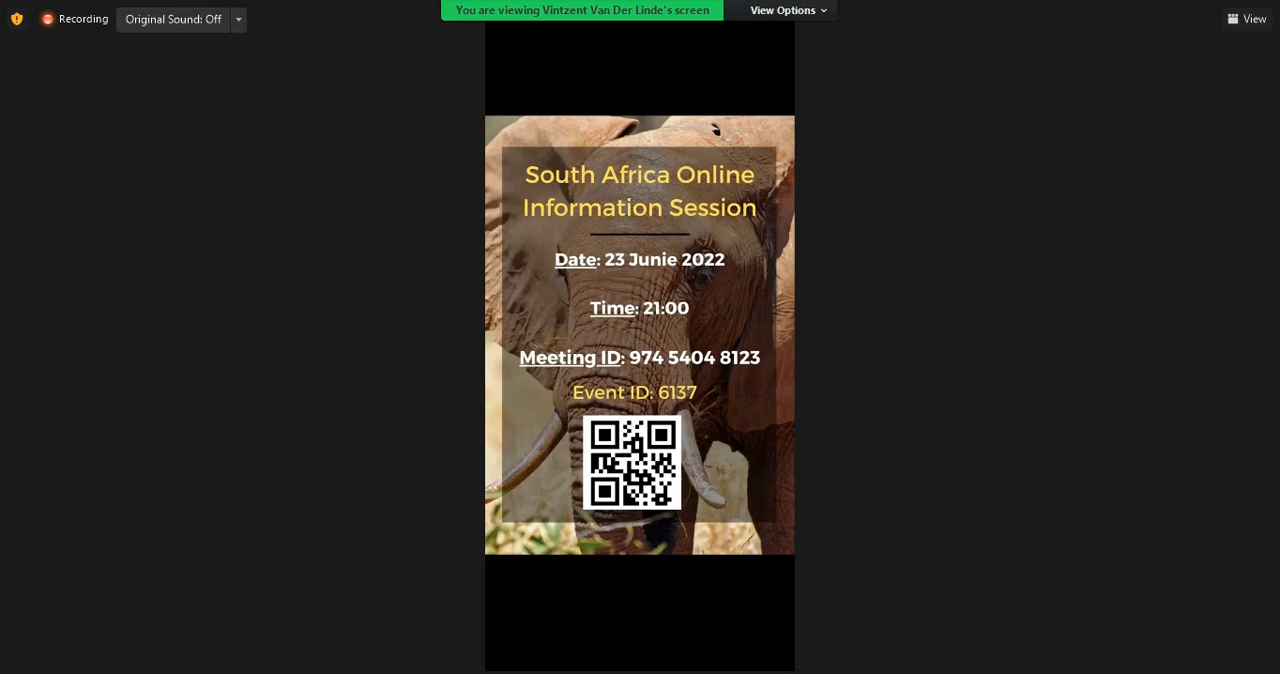 You are viewing Vintzent Van Der Linde's screen
View Options
Recording
Original Sound: Off
View
South Africa Online
Information Session
Date: 23 Junie 2022
Time: 21:00
Meeting ID: 974 5404 8123
Event ID: 6137